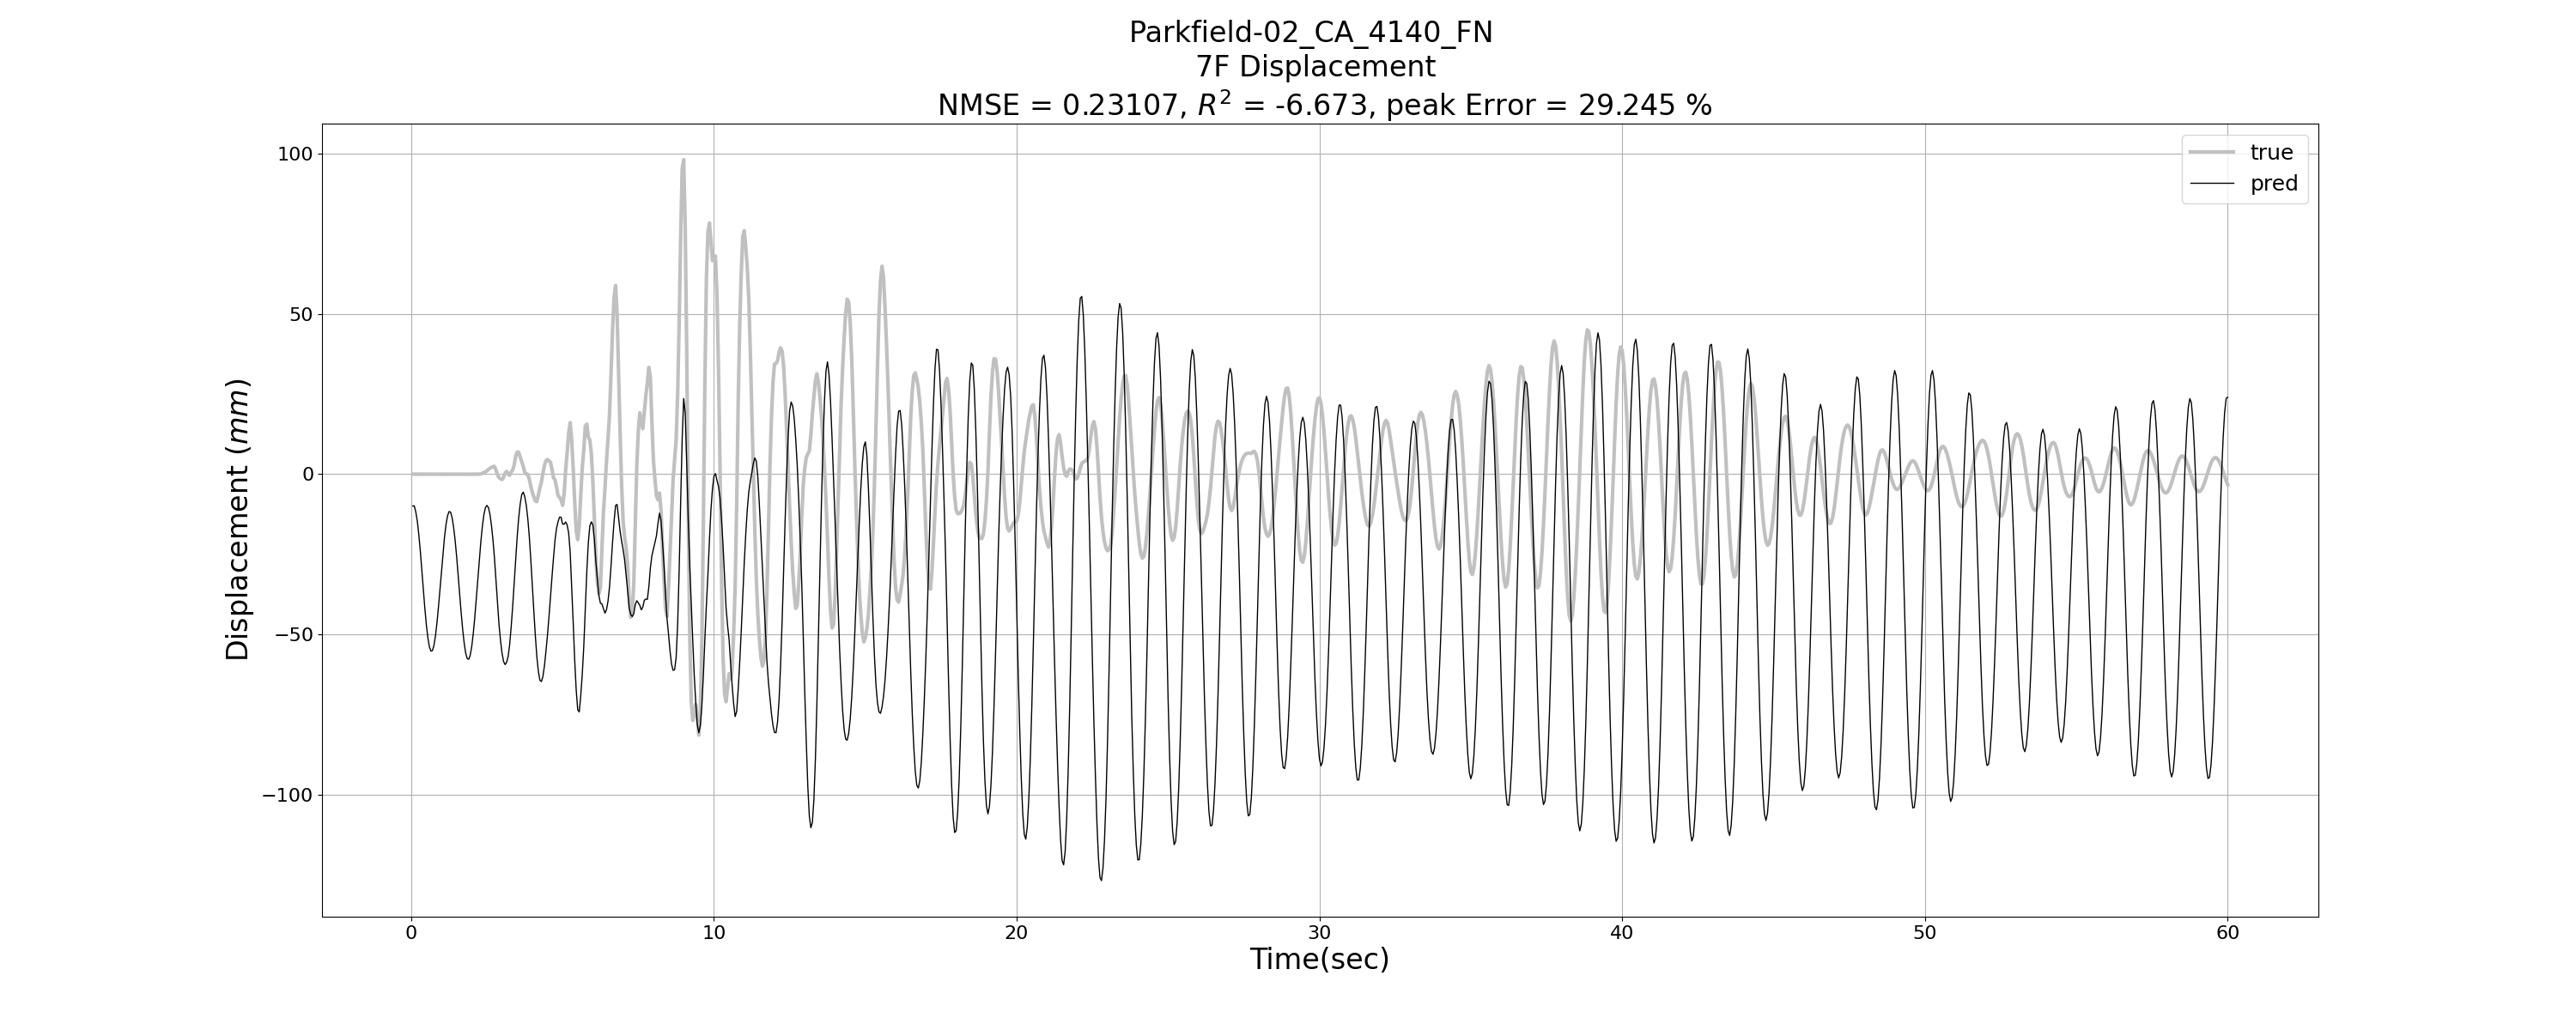 Parkfield-02_CA_4140_FN
7F Displacement
NMSE = 0.23107, R² = -6.673, peak Error = 29.245 %
true
pred
100
50
0
−50
−100
Displacement (mm)
0 10 20 30 40 50 60
Time(sec)